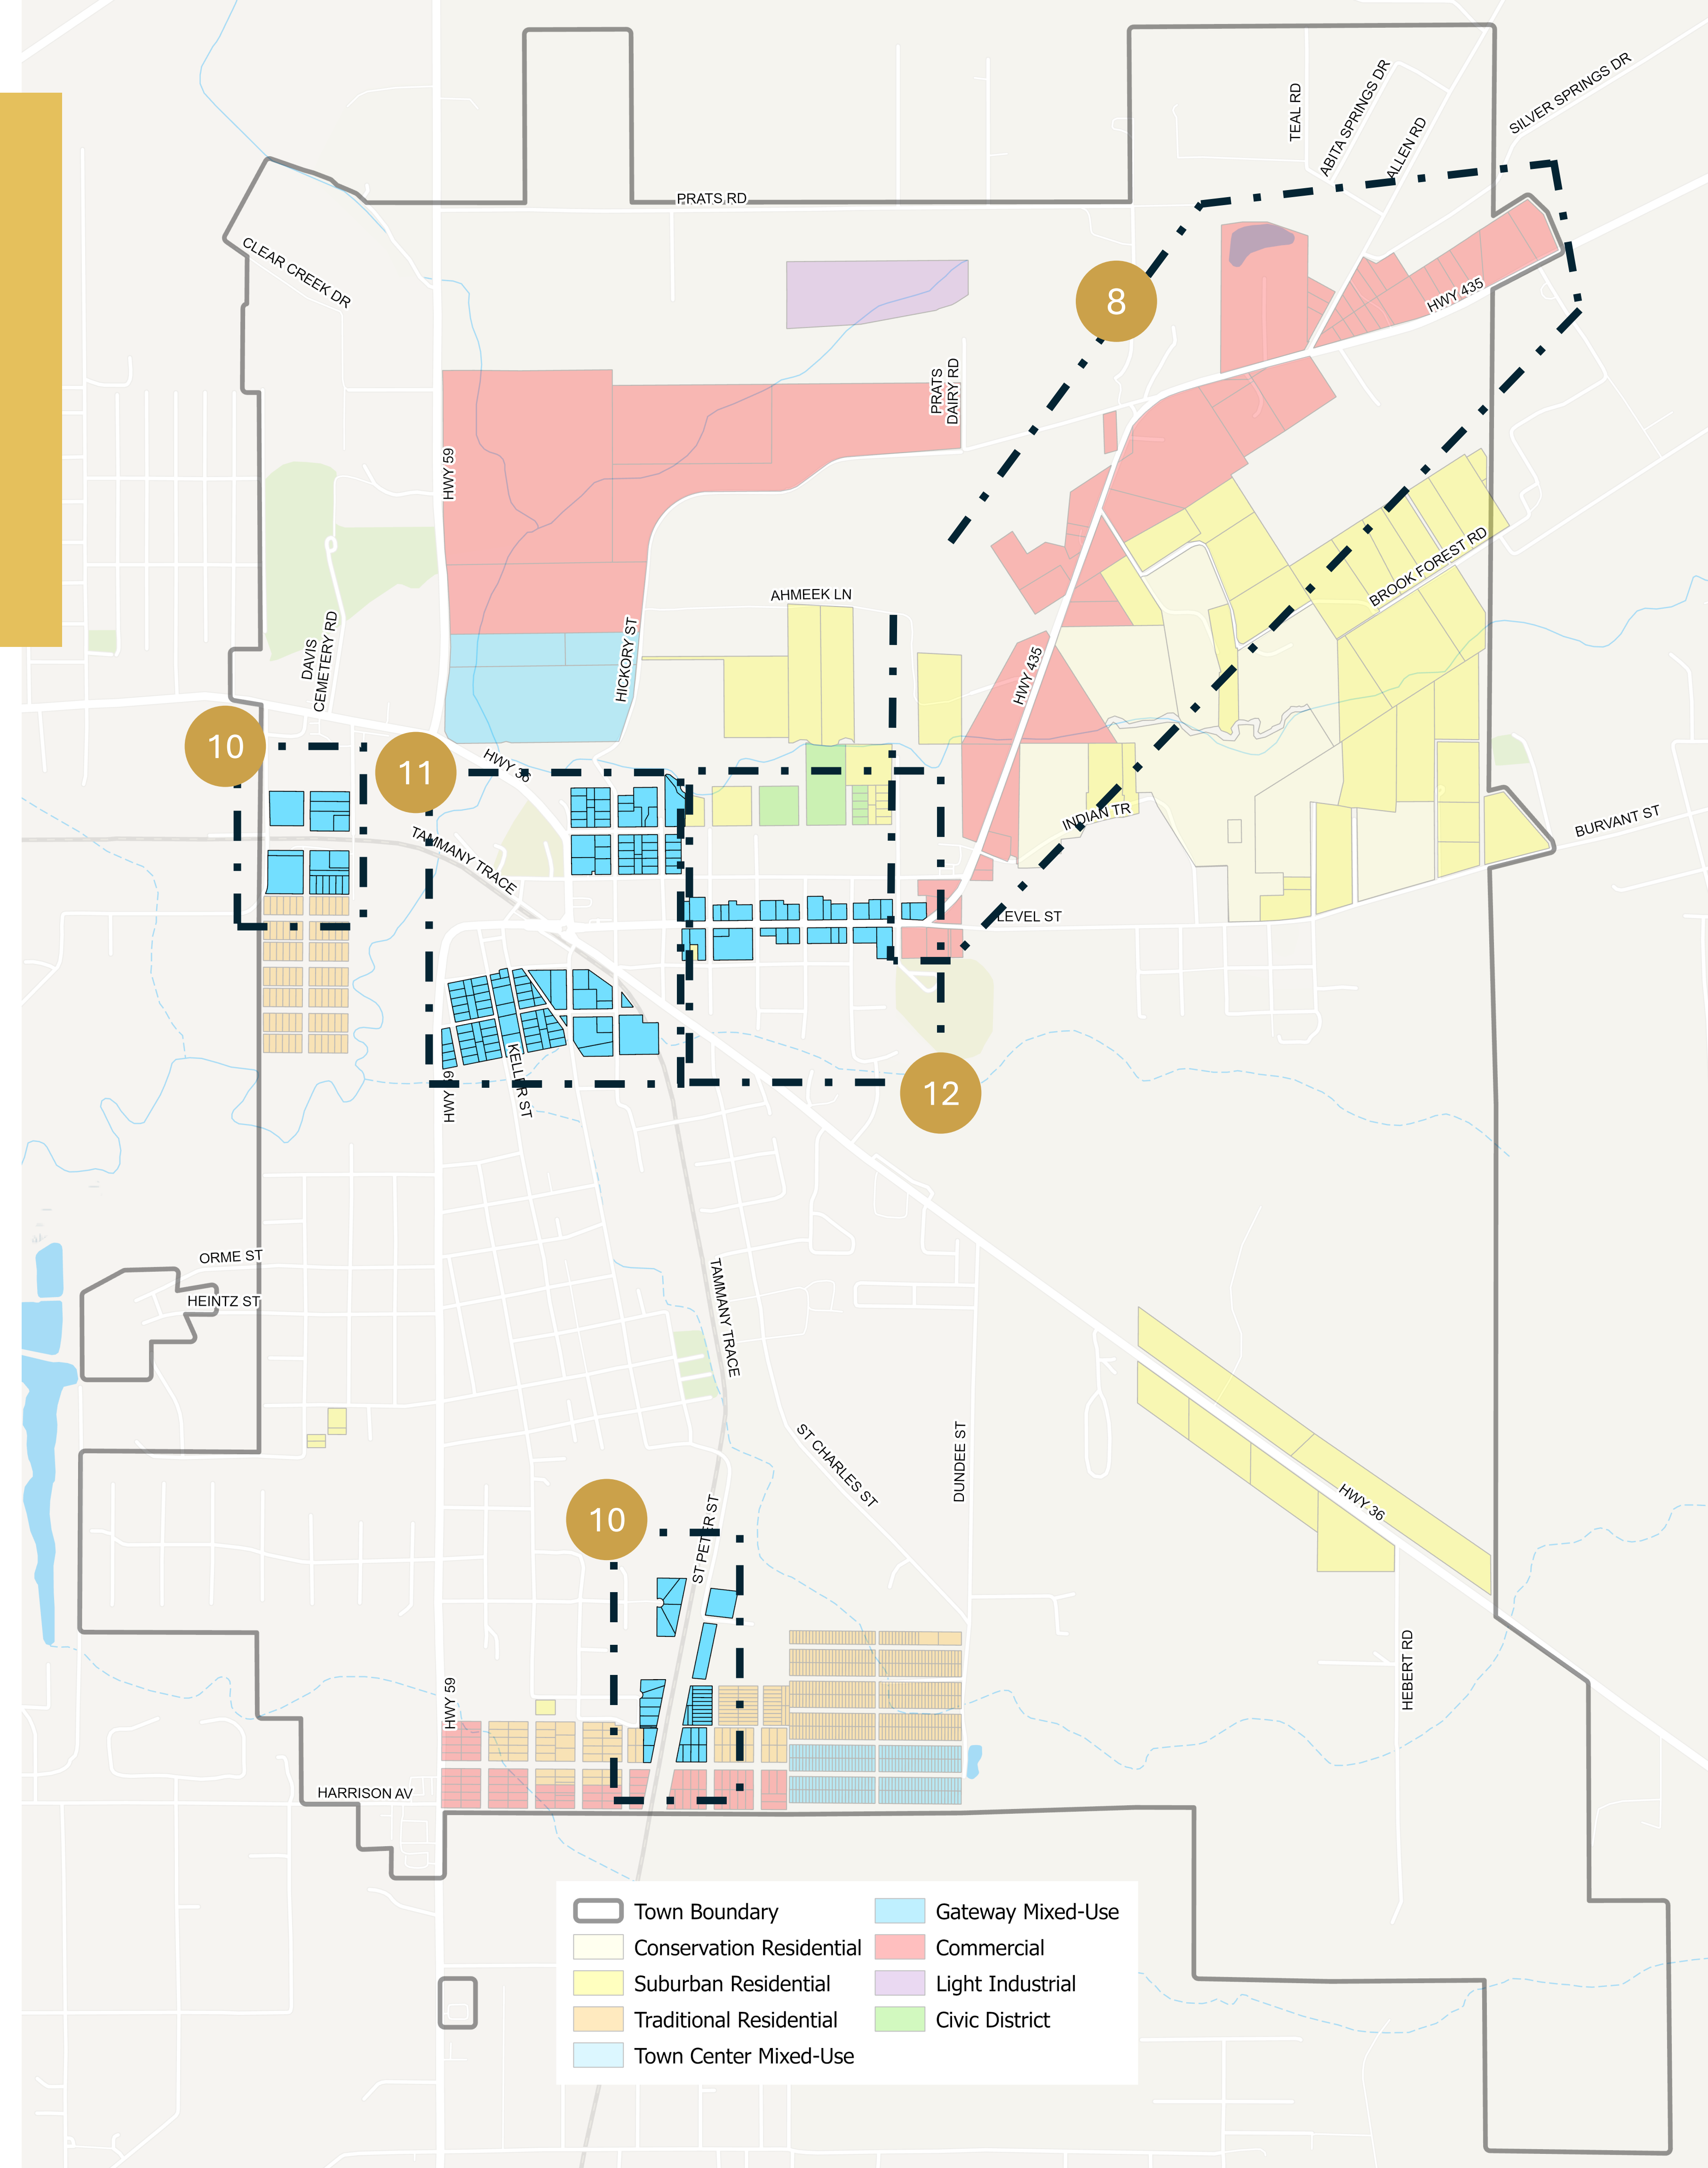 TEAL RD
ABITA SPRINGS DR
ALLEN RD
SILVER SPRINGS DR
PRATS RD
CLEAR CREEK DR
8
HWY 435
PRATS
DAIRY RD
HWY 59
BROOK FOREST RD
AHMEEK LN
DAVIS
CEMETERY RD
HICKORY ST
HWY 435
10
11
HWY 36
TAMMANY TRACE
INDIAN TR
BURVANT ST
LEVEL ST
KELLER ST
HWY 59
12
ORME ST
HEINTZ ST
TAMMANY TRACE
ST CHARLES ST
DUNDEE ST
HWY 36
10
ST PETER ST
HEBERT RD
HWY 59
HARRISON AV
Town Boundary
Conservation Residential
Suburban Residential
Traditional Residential
Town Center Mixed-Use
Gateway Mixed-Use
Commercial
Light Industrial
Civic District